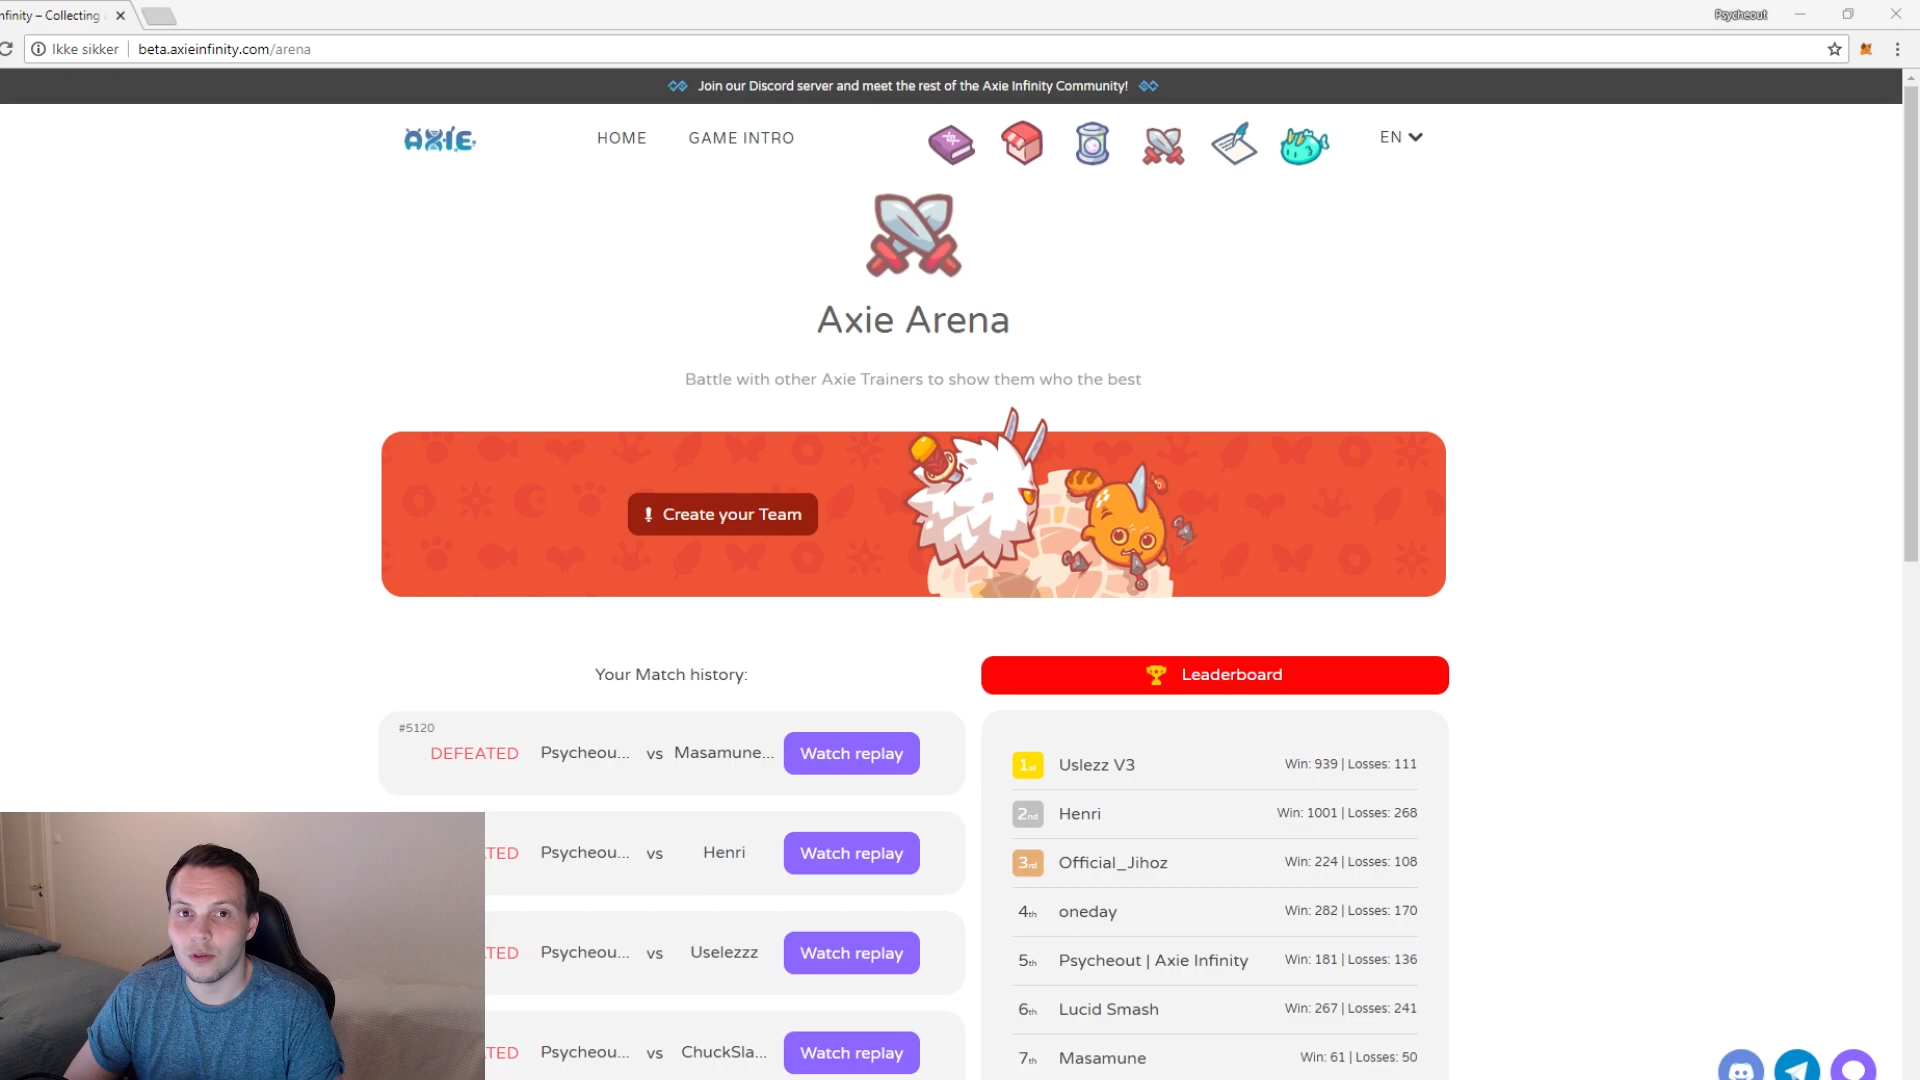 nfinity – Collecting
Psycheout
Ikke sikker
beta.axieinfinity.com/arena
Join our Discord server and meet the rest of the Axie Infinity Community!
AXIE
HOME
GAME INTRO
EN
Axie Arena
Battle with other Axie Trainers to show them who the best
Create your Team
Your Match history:
#5120
DEFEATED Psycheou... vs Masamune... Watch replay
ATED Psycheou... vs Henri Watch replay
ATED Psycheou... vs Uselezzz Watch replay
ATED Psycheou... vs ChuckSla... Watch replay
Leaderboard
1st Uslezz V3 Win: 939 | Losses: 111
2nd Henri Win: 1001 | Losses: 268
3rd Official_Jihoz Win: 224 | Losses: 108
4th oneday Win: 282 | Losses: 170
5th Psycheout | Axie Infinity Win: 181 | Losses: 136
6th Lucid Smash Win: 267 | Losses: 241
7th Masamune Win: 61 | Losses: 50